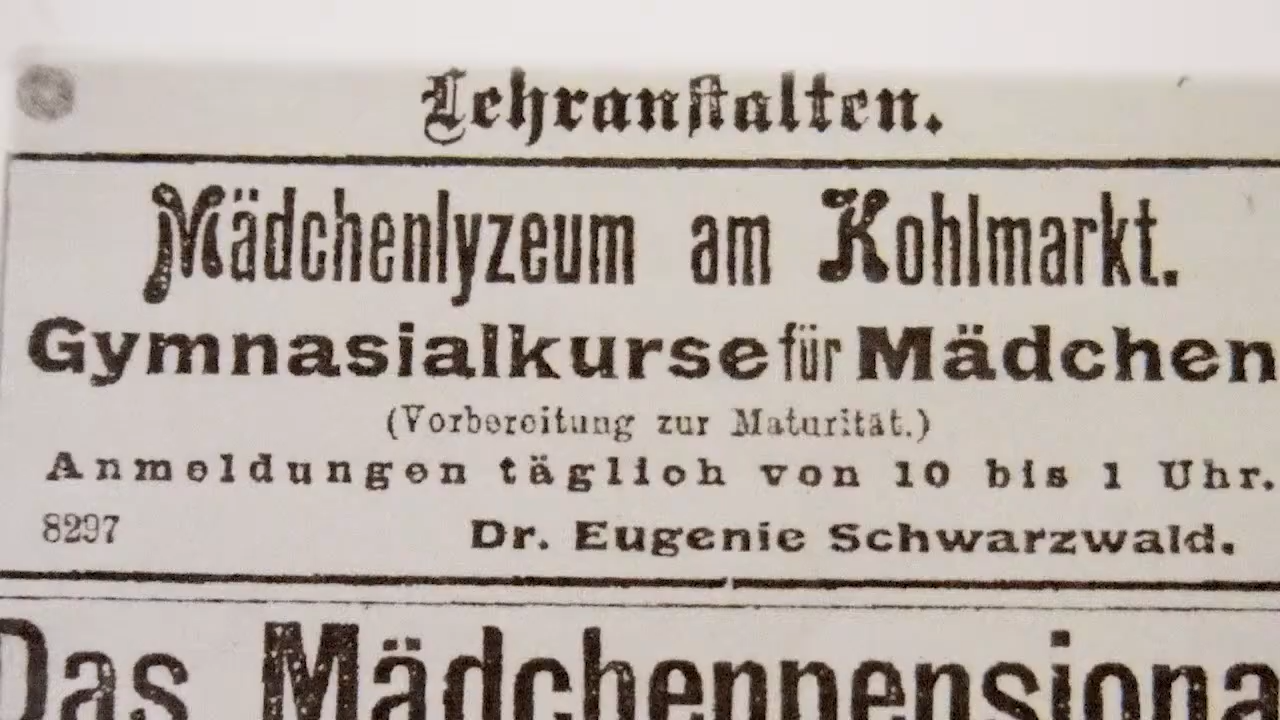 Lehranstalten.
Mädchenlyzeum am Kohlmarkt.
Gymnasialkurse für Mädchen
(Vorbereitung zur Maturität.)
Anmeldungen täglich von 10 bis 1 Uhr.
8297 Dr. Eugenie Schwarzwald.
Das Mädchenpensiona